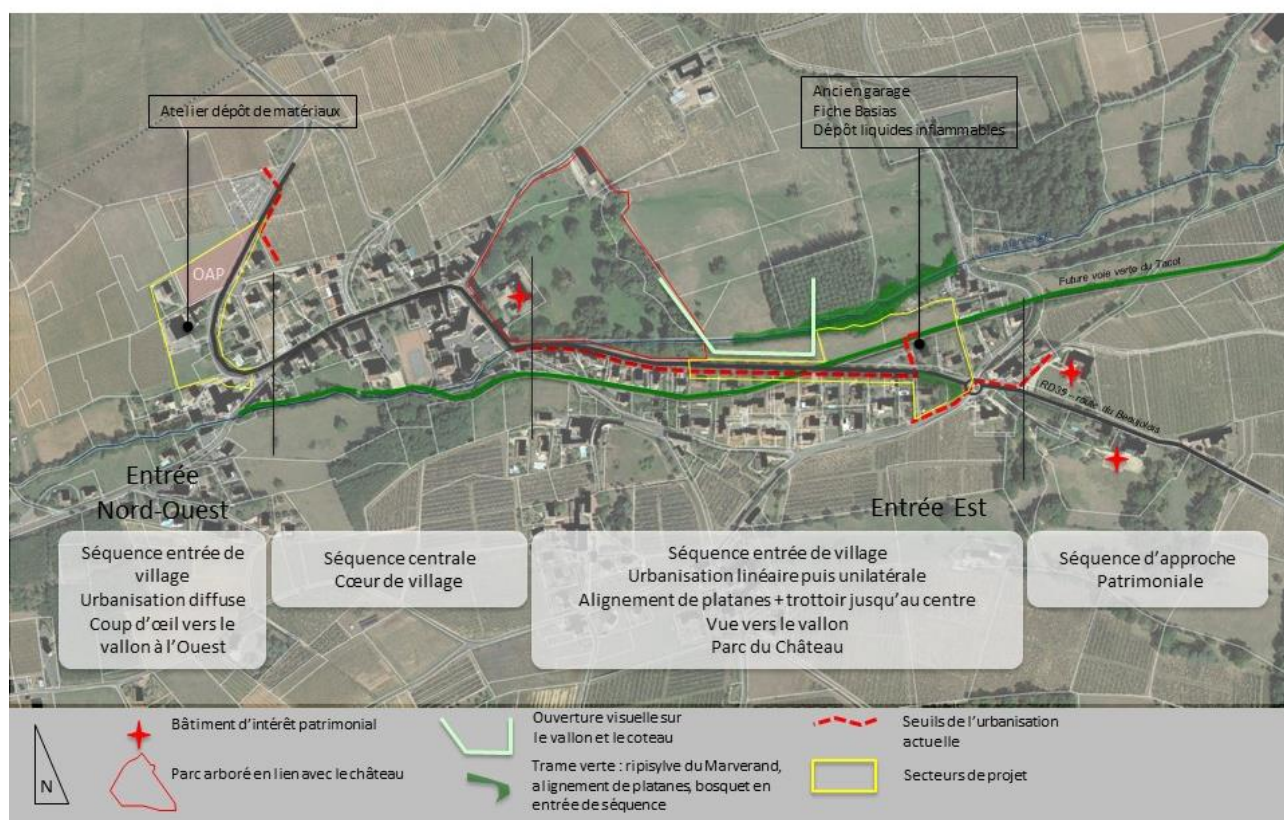 Atelier dépôt de matériaux
Ancien garage
Fiche Basias
Dépôt liquides inflammables
OAP
Future voie verte du Tacot
RD35 – route du Beaujolais
Entrée
Nord-Ouest
Entrée Est
Séquence entrée de
village
Urbanisation diffuse
Coup d’œil vers le
vallon à l’Ouest
Séquence centrale
Cœur de village
Séquence entrée de village
Urbanisation linéaire puis unilatérale
Alignement de platanes + trottoir jusqu’au centre
Vue vers le vallon
Parc du Château
Séquence d’approche
Patrimoniale
N
Bâtiment d’intérêt patrimonial
Parc arboré en lien avec le château
Ouverture visuelle sur
le vallon et le coteau
Trame verte : ripisylve du Marverand,
alignement de platanes, bosquet en
entrée de séquence
Seuils de l’urbanisation
actuelle
Secteurs de projet